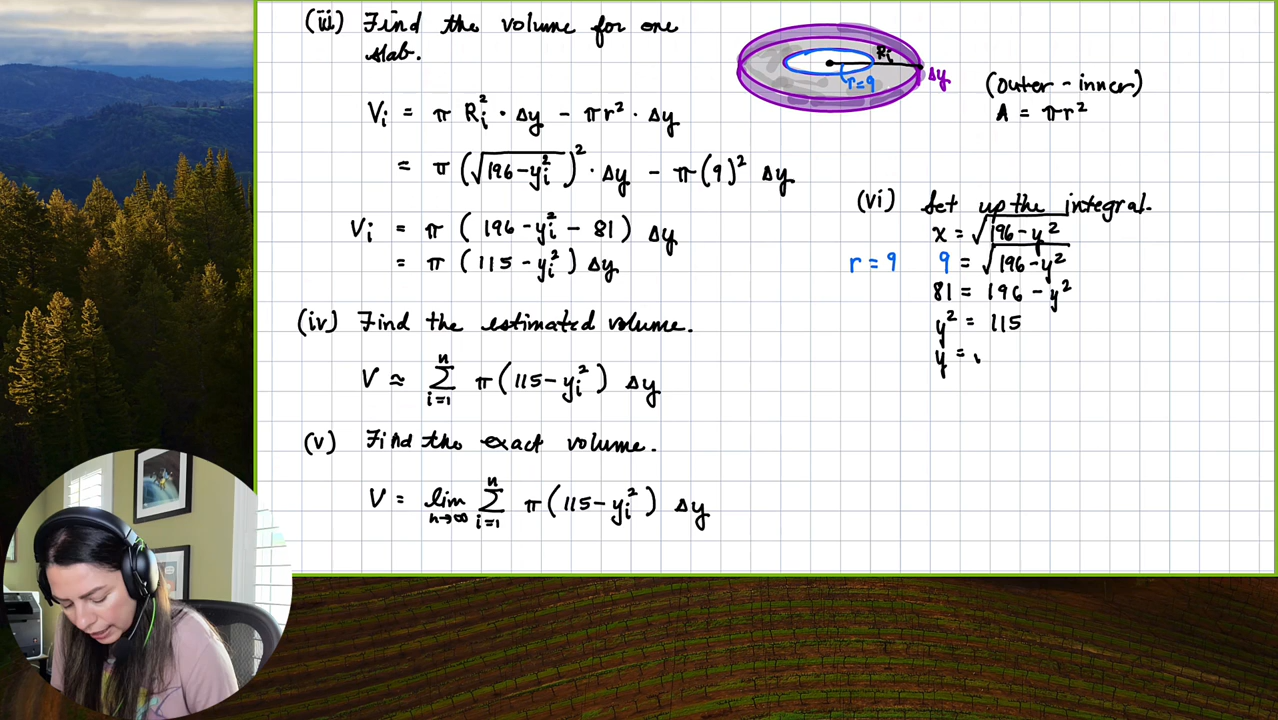 (iii) Find the volume for one
slab.
Vᵢ = π Rᵢ² · Δy − πr² · Δy
= π (√(196−yᵢ²))² · Δy − π(9)² Δy
Vᵢ = π (196−yᵢ² − 81) Δy
= π (115−yᵢ²) Δy
(iv) Find the estimated volume.
V ≈ ∑ᵢ₌₁ⁿ π(115−yᵢ²) Δy
(v) Find the exact volume.
V = lim n→∞ ∑ᵢ₌₁ⁿ π(115−yᵢ²) Δy
Rᵢ
r=9
Δy
(outer − inner)
A = πr²
(vi) Set up the integral.
x = √(196−y²)
r = 9 9 = √(196−y²)
81 = 196 − y²
y² = 115
y =